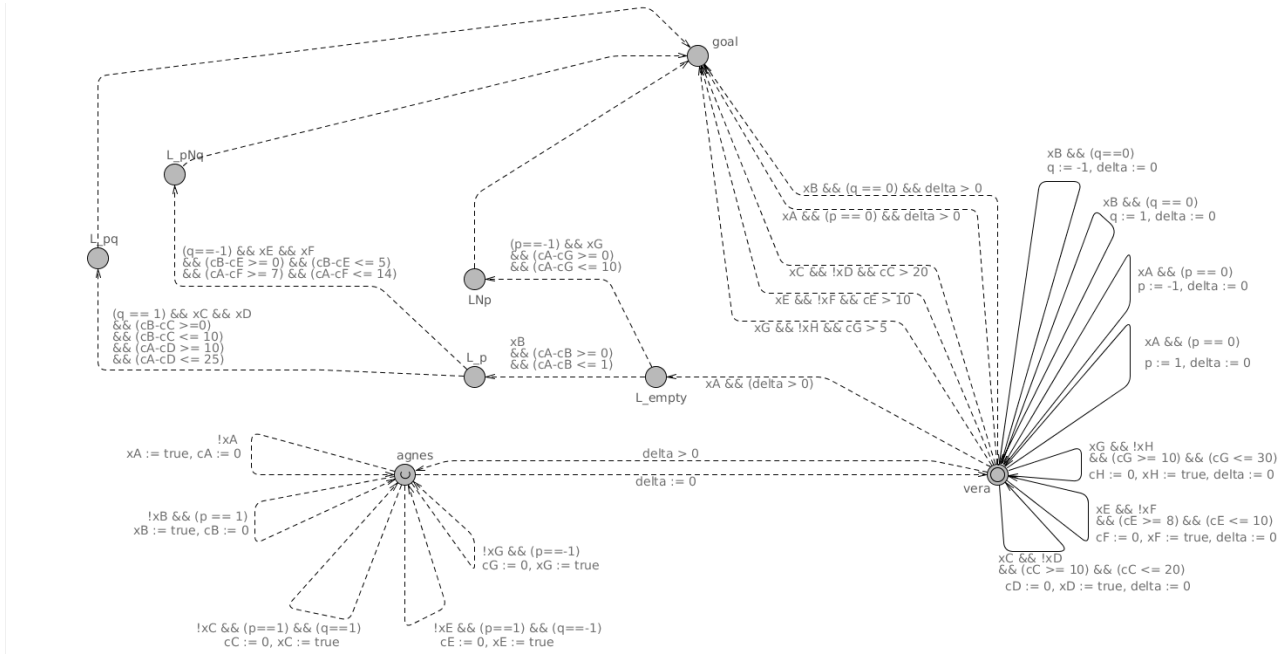 goal
L_pNq
xB && (q==0)
q := -1, delta := 0
xB && (q == 0) && delta > 0
xB && (q == 0)
q := 1, delta := 0
xA && (p == 0) && delta > 0
L_pq
(q==-1) && xE && xF
&& (cB-cE >= 0) && (cB-cE <= 5)
&& (cA-cF >= 7) && (cA-cF <= 14)
(p==-1) && xG
&& (cA-cG >= 0)
&& (cA-cG <= 10)
LNp
xC && !xD && cC > 20
xA && (p == 0)
p := -1, delta := 0
xE && !xF && cE > 10
xG && !xH && cG > 5
(q == 1) && xC && xD
&& (cB-cC >=0)
&& (cB-cC <= 10)
&& (cA-cD >= 10)
&& (cA-cD <= 25)
xB
&& (cA-cB >= 0)
&& (cA-cB <= 1)
xA && (p == 0)
p := 1, delta := 0
L_p
L_empty
xA && (delta > 0)
!xA
xA := true, cA := 0
agnes
delta > 0
delta := 0
vera
xG && !xH
&& (cG >= 10) && (cG <= 30)
cH := 0, xH := true, delta := 0
!xB && (p == 1)
xB := true, cB := 0
xE && !xF
&& (cE >= 8) && (cE <= 10)
cF := 0, xF := true, delta := 0
!xG && (p==-1)
cG := 0, xG := true
xC && !xD
&& (cC >= 10) && (cC <= 20)
cD := 0, xD := true, delta := 0
!xC && (p==1) && (q==1)
cC := 0, xC := true
!xE && (p==1) && (q==-1)
cE := 0, xE := true